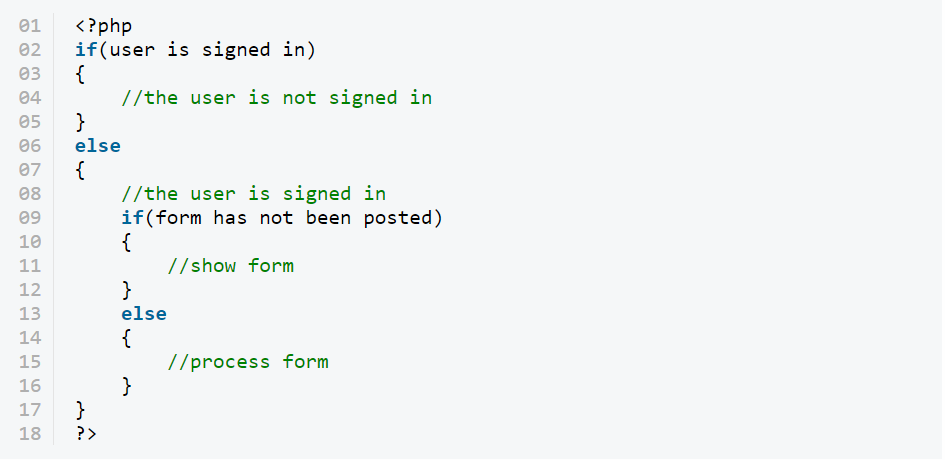 01 <?php
02 if(user is signed in)
03 {
04     //the user is not signed in
05 }
06 else
07 {
08     //the user is signed in
09     if(form has not been posted)
10     {
11         //show form
12     }
13     else
14     {
15         //process form
16     }
17 }
18 ?>